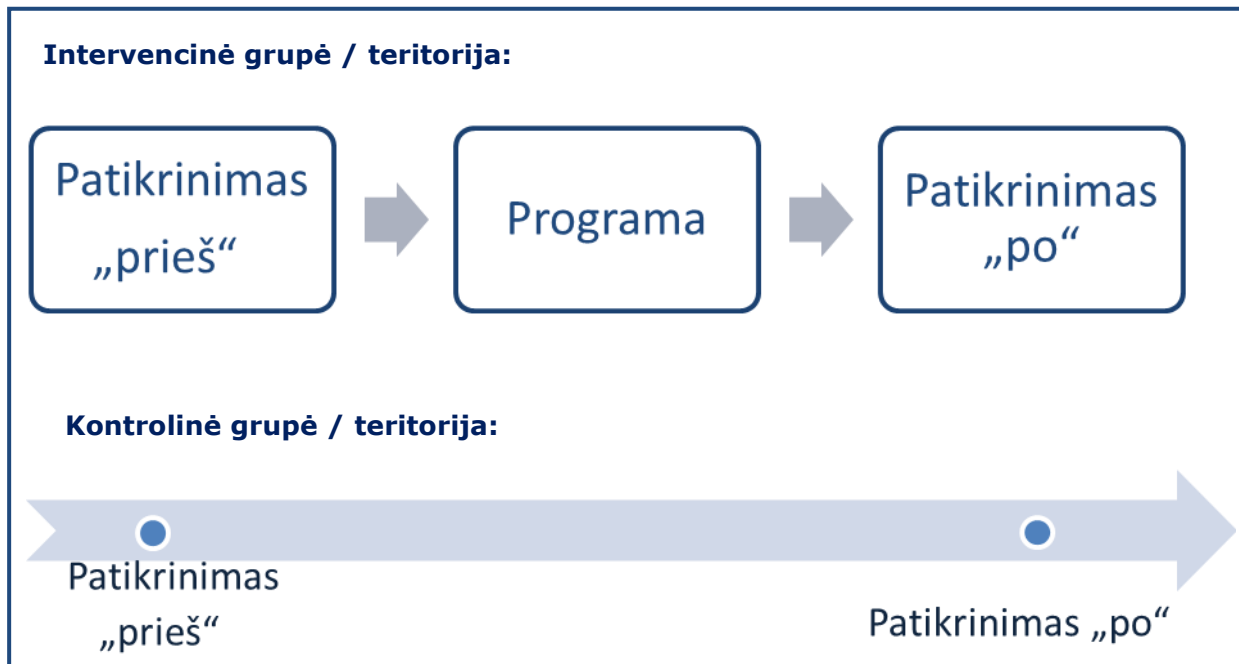 Intervencinė grupė / teritorija:
Patikrinimas
„prieš“
Programa
Patikrinimas
„po“
Kontrolinė grupė / teritorija:
Patikrinimas
„prieš“
Patikrinimas „po“